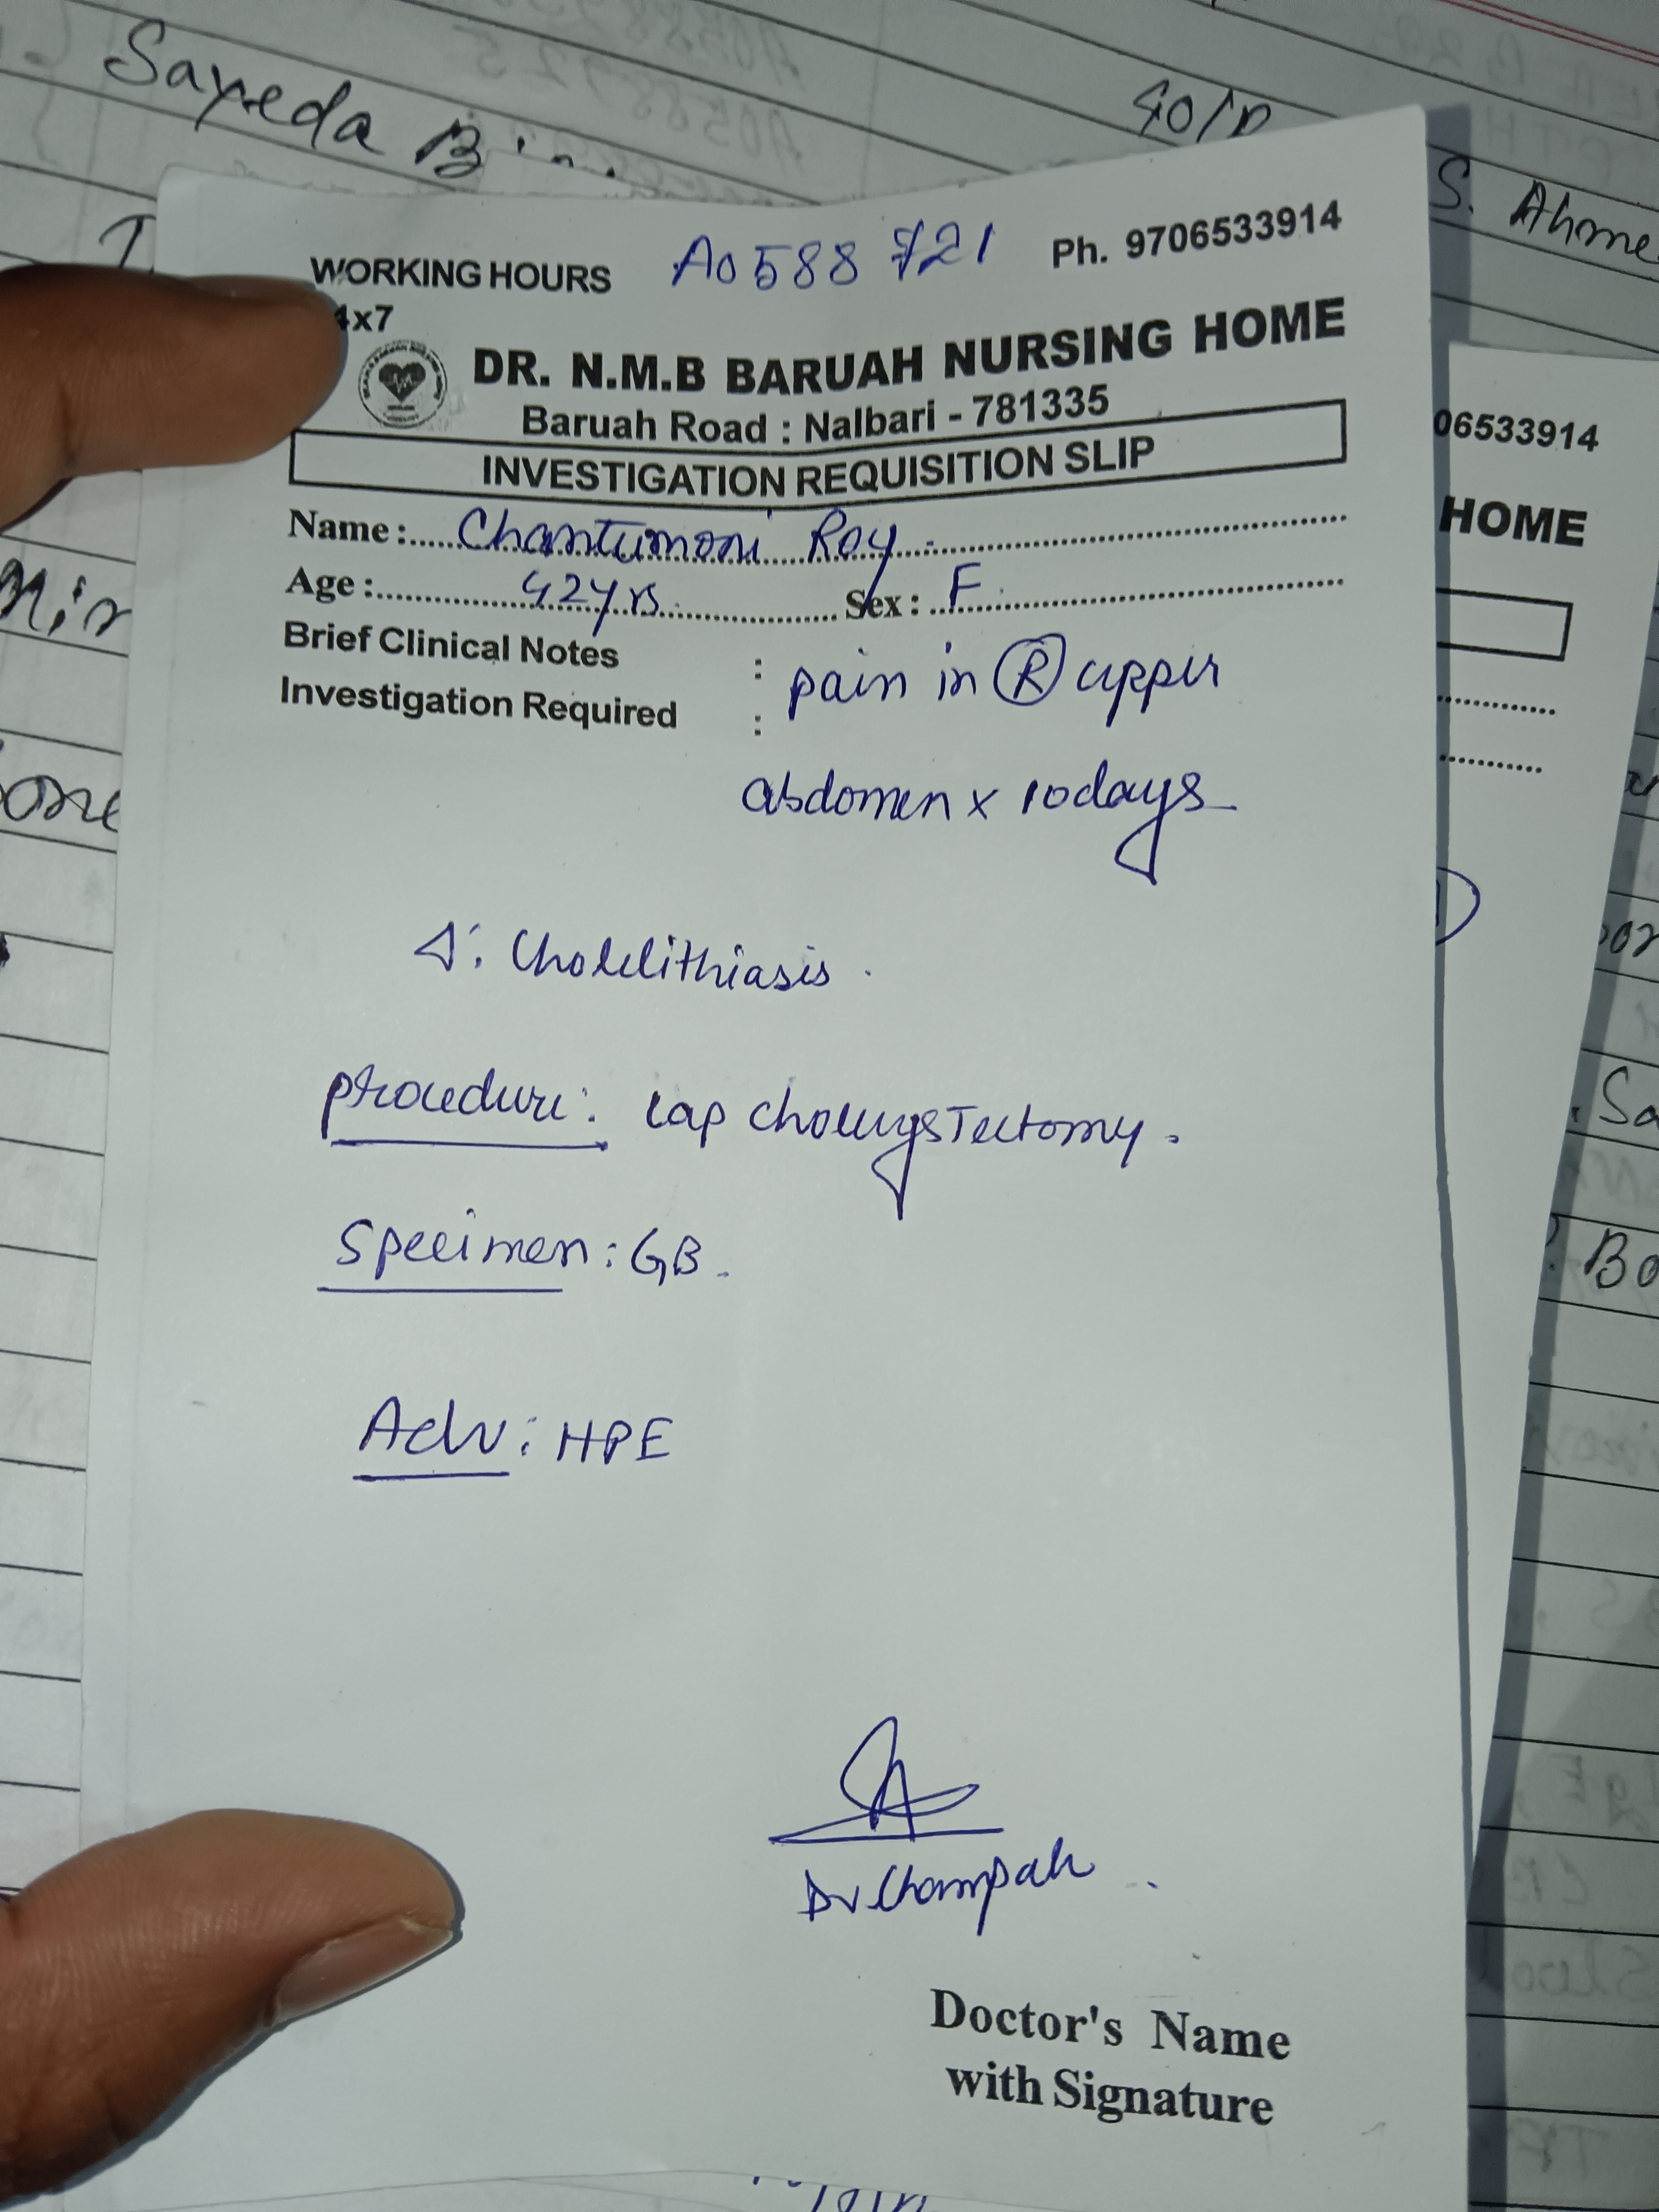 Sayeda
40/D
S. Ahme
WORKING HOURS A0588721 Ph. 9706533914
4x7
DR. N.M.B BARUAH NURSING HOME
Baruah Road : Nalbari - 781335
INVESTIGATION REQUISITION SLIP
Name: Chantumoni Roy.
Age: 42yrs. Sex: F.
Brief Clinical Notes : pain in Ⓡ upper
Investigation Required :
abdomen x 10days
Δ: Cholelithiasis.
procedure: Lap cholecystectomy.
Specimen: GB.
Adv: HPE
Dr Champak
Doctor's Name
with Signature
06533914
HOME
. Sa
Bo